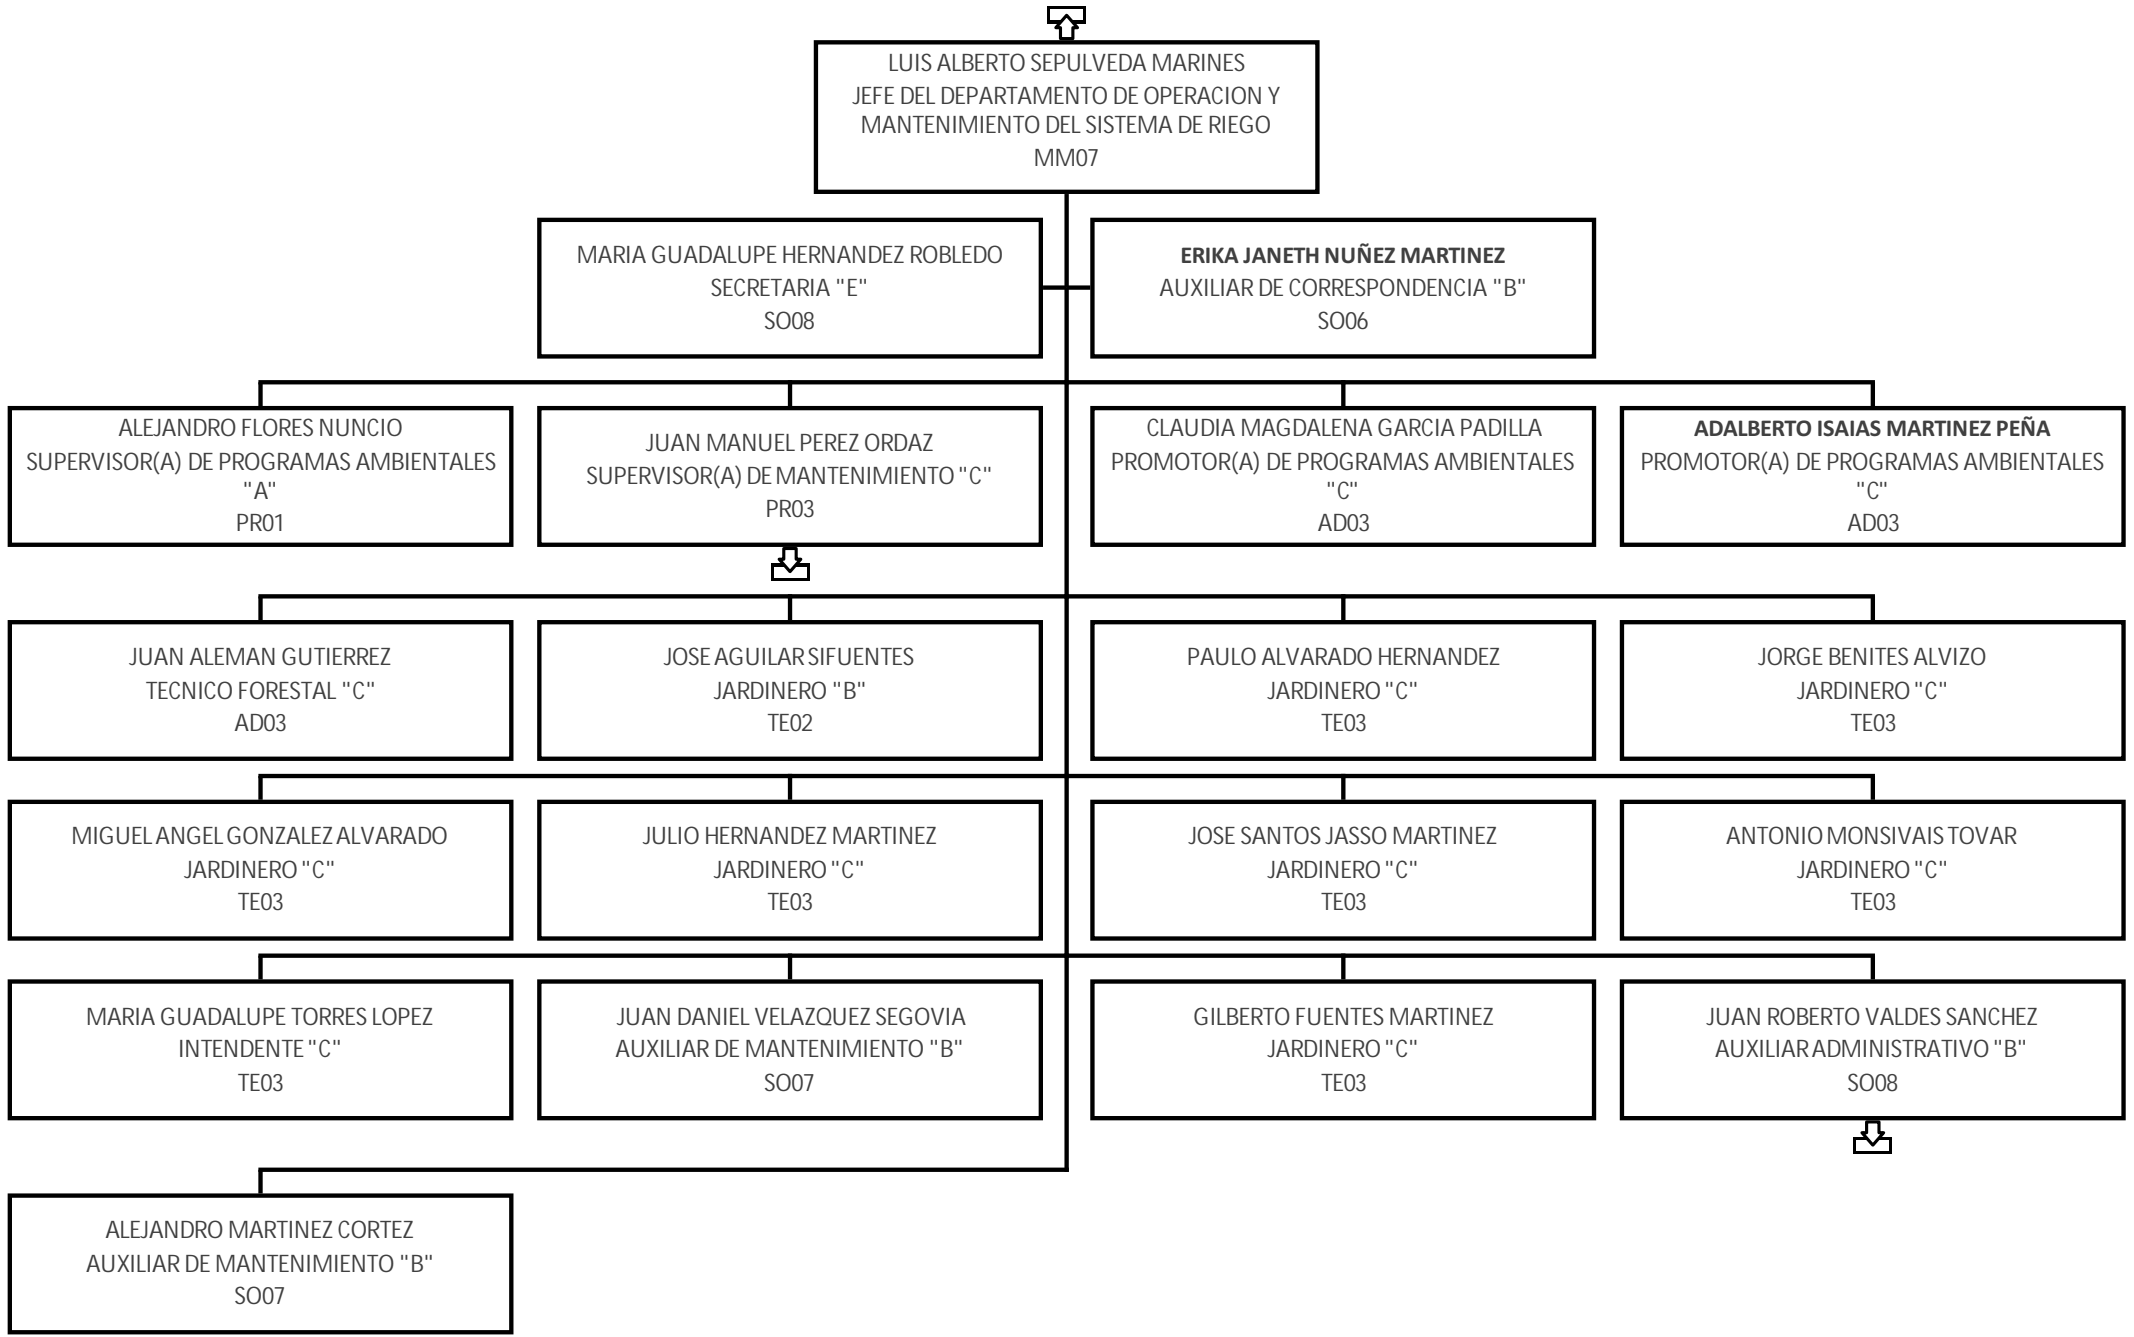 LUIS ALBERTO SEPULVEDA MARINES
JEFE DEL DEPARTAMENTO DE OPERACION Y
MANTENIMIENTO DEL SISTEMA DE RIEGO
MM07
MARIA GUADALUPE HERNANDEZ ROBLEDO
SECRETARIA "E"
SO08
ERIKA JANETH NUÑEZ MARTINEZ
AUXILIAR DE CORRESPONDENCIA "B"
SO06
ALEJANDRO FLORES NUNCIO
SUPERVISOR(A) DE PROGRAMAS AMBIENTALES
"A"
PR01
JUAN MANUEL PEREZ ORDAZ
SUPERVISOR(A) DE MANTENIMIENTO "C"
PR03
CLAUDIA MAGDALENA GARCIA PADILLA
PROMOTOR(A) DE PROGRAMAS AMBIENTALES
"C"
AD03
ADALBERTO ISAIAS MARTINEZ PEÑA
PROMOTOR(A) DE PROGRAMAS AMBIENTALES
"C"
AD03
JUAN ALEMAN GUTIERREZ
TECNICO FORESTAL "C"
AD03
JOSE AGUILAR SIFUENTES
JARDINERO "B"
TE02
PAULO ALVARADO HERNANDEZ
JARDINERO "C"
TE03
JORGE BENITES ALVIZO
JARDINERO "C"
TE03
MIGUEL ANGEL GONZALEZ ALVARADO
JARDINERO "C"
TE03
JULIO HERNANDEZ MARTINEZ
JARDINERO "C"
TE03
JOSE SANTOS JASSO MARTINEZ
JARDINERO "C"
TE03
ANTONIO MONSIVAIS TOVAR
JARDINERO "C"
TE03
MARIA GUADALUPE TORRES LOPEZ
INTENDENTE "C"
TE03
JUAN DANIEL VELAZQUEZ SEGOVIA
AUXILIAR DE MANTENIMIENTO "B"
SO07
GILBERTO FUENTES MARTINEZ
JARDINERO "C"
TE03
JUAN ROBERTO VALDES SANCHEZ
AUXILIAR ADMINISTRATIVO "B"
SO08
ALEJANDRO MARTINEZ CORTEZ
AUXILIAR DE MANTENIMIENTO "B"
SO07